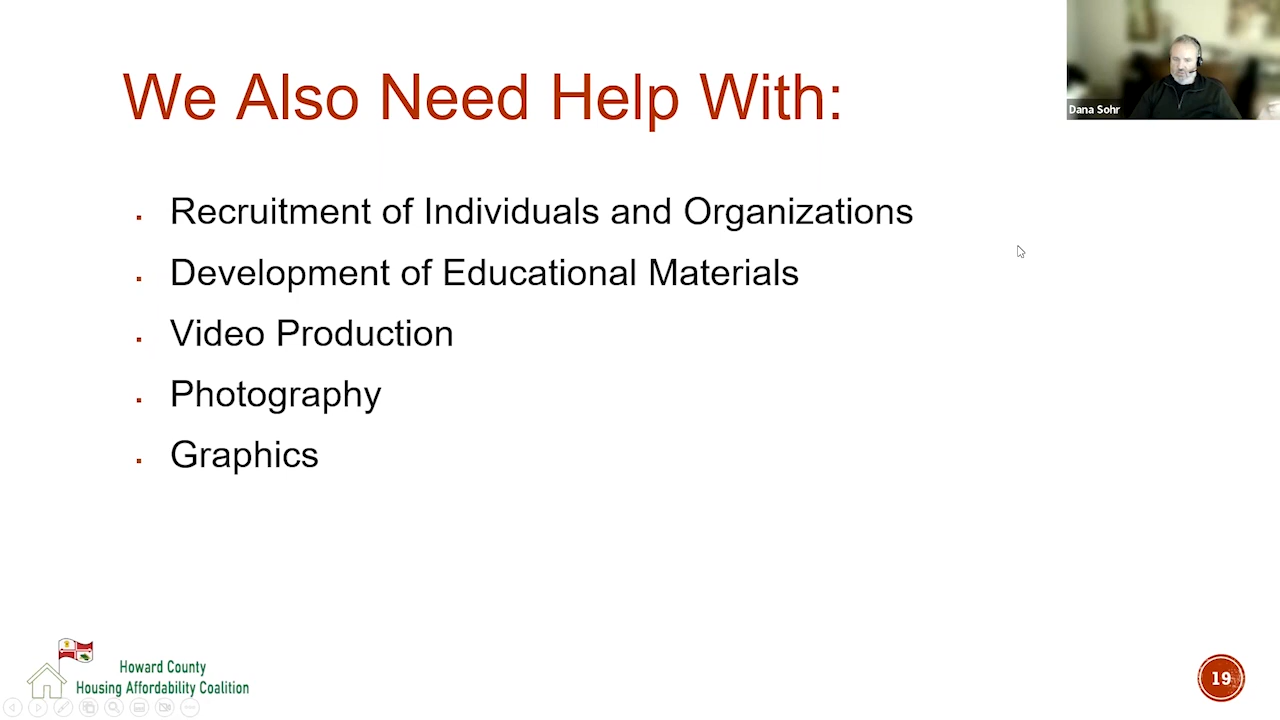 We Also Need Help With:
Dana Sohr
Recruitment of Individuals and Organizations
Development of Educational Materials
Video Production
Photography
Graphics
Howard County
Housing Affordability Coalition
19